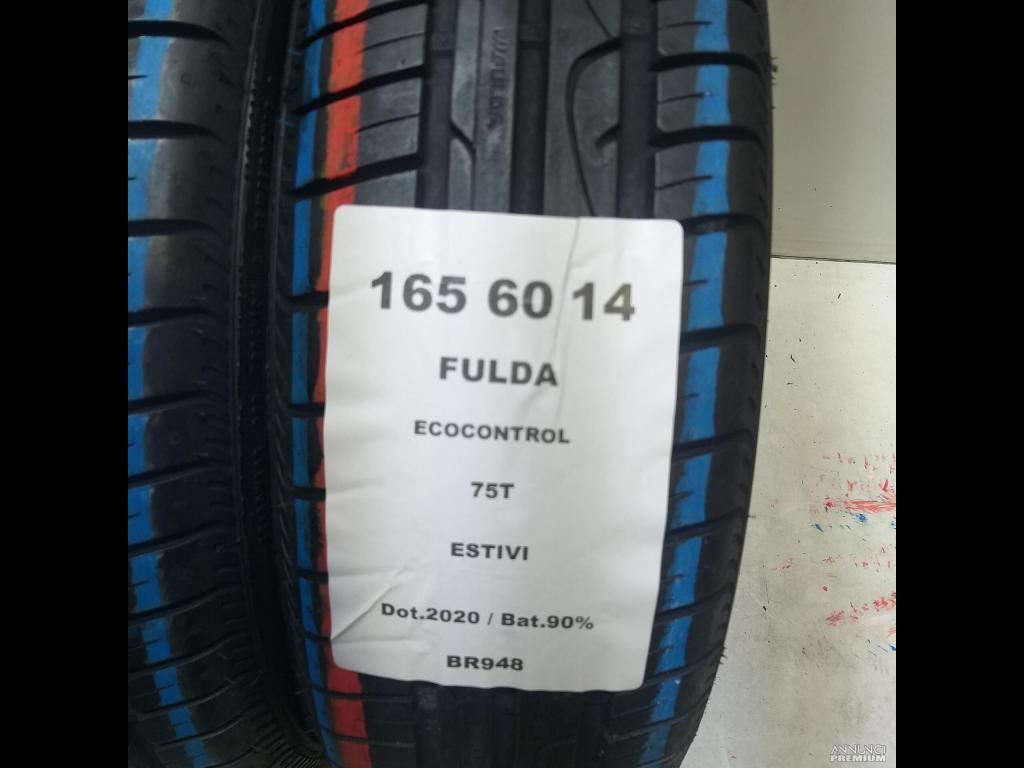 165 60 14
FULDA
ECOCONTROL
75T
ESTIVI
Dot.2020 / Bat.90%
BR948
ANNUNCI
PREMIUM